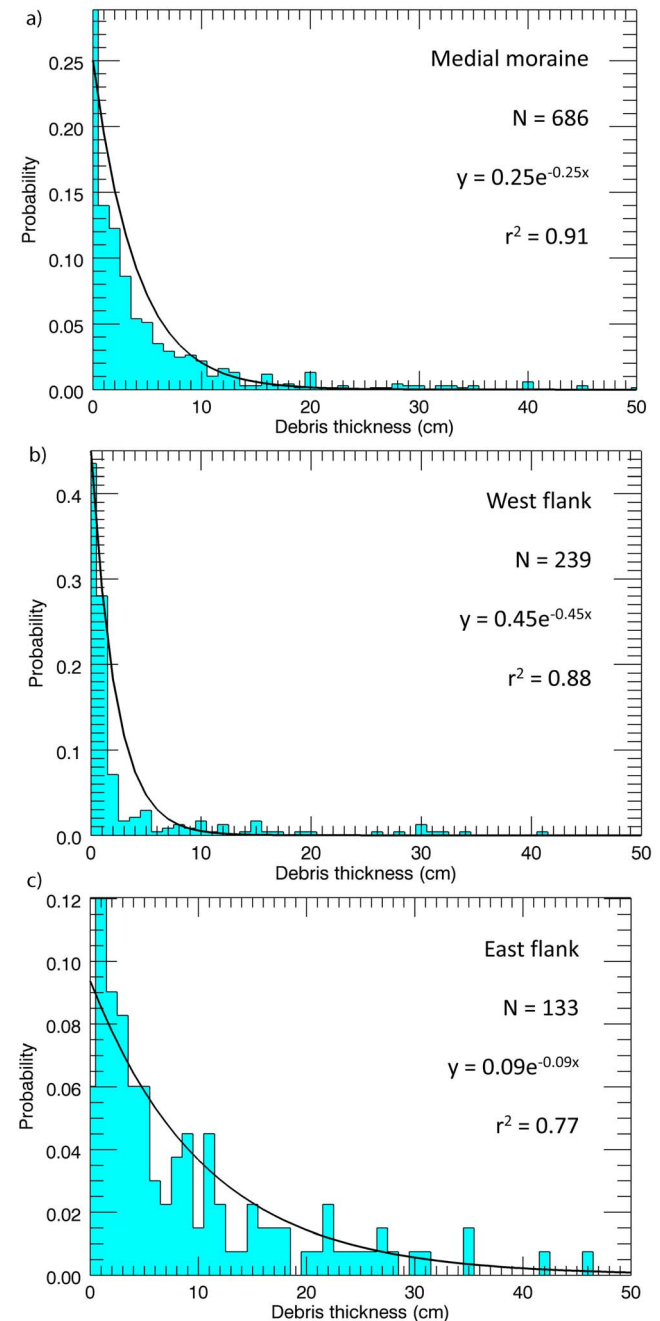 a)
Medial moraine
N = 686
y = 0.25e^-0.25x
r² = 0.91
Probability
0.25
0.20
0.15
0.10
0.05
0.00
0 10 20 30 40 50
Debris thickness (cm)
b)
West flank
N = 239
y = 0.45e^-0.45x
r² = 0.88
Probability
0.4
0.3
0.2
0.1
0.0
0 10 20 30 40 50
Debris thickness (cm)
c)
East flank
N = 133
y = 0.09e^-0.09x
r² = 0.77
Probability
0.12
0.10
0.08
0.06
0.04
0.02
0.00
0 10 20 30 40 50
Debris thickness (cm)